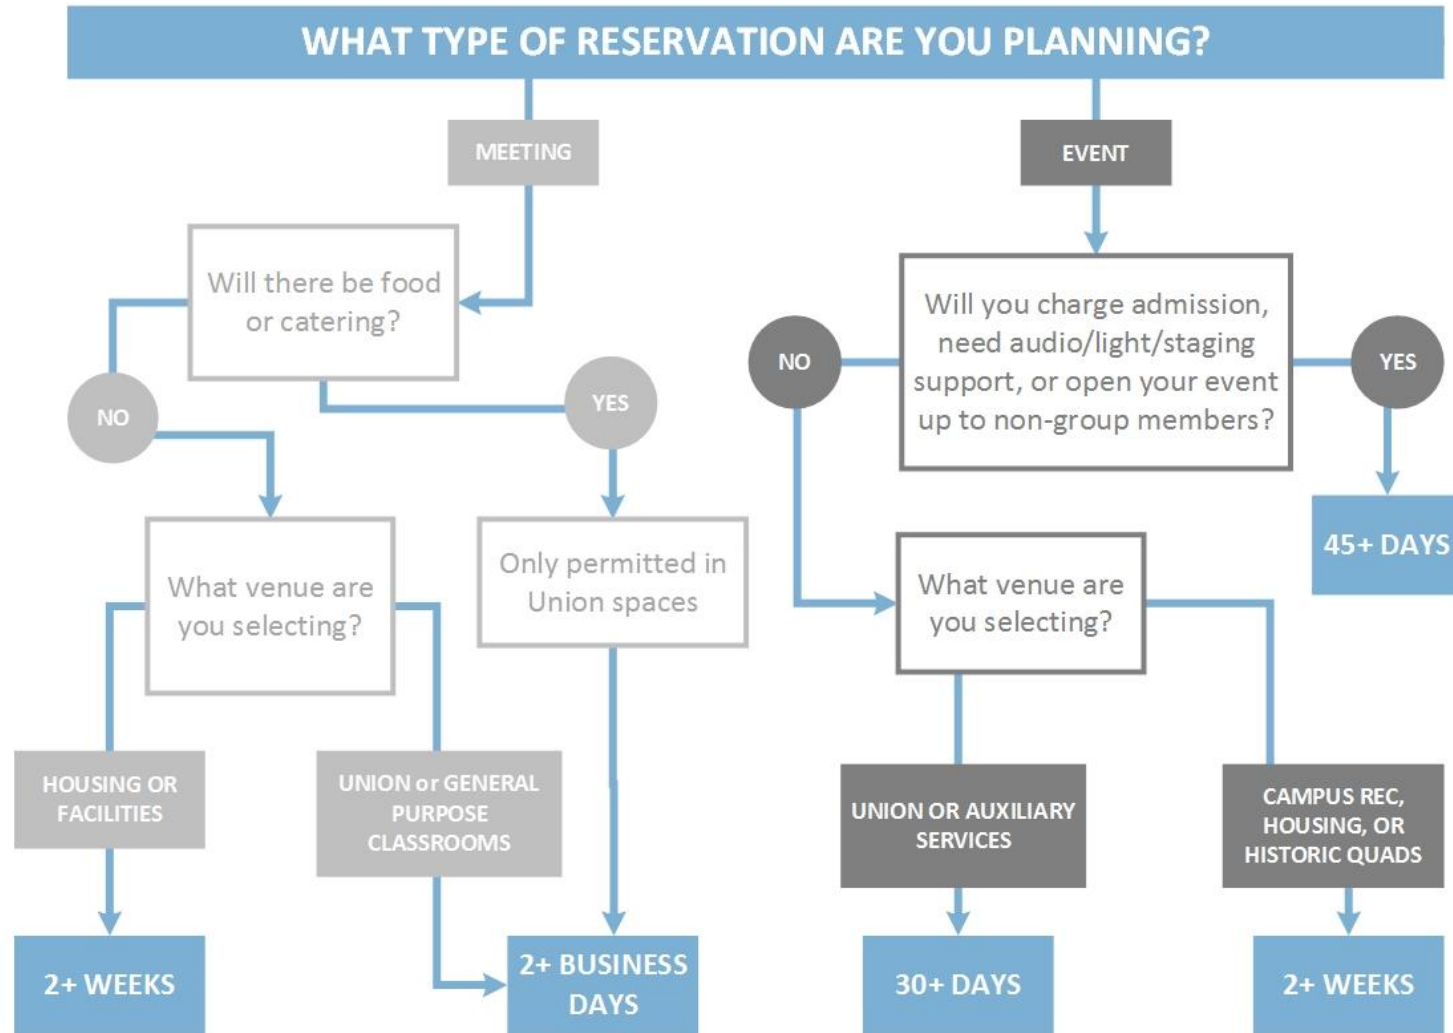 WHAT TYPE OF RESERVATION ARE YOU PLANNING?
MEETING
EVENT
Will there be food
or catering?
Will you charge admission,
need audio/light/staging
support, or open your event
up to non-group members?
NO
YES
NO
YES
What venue are
you selecting?
Only permitted in
Union spaces
What venue are
you selecting?
45+ DAYS
HOUSING OR
FACILITIES
UNION or GENERAL
PURPOSE
CLASSROOMS
UNION OR AUXILIARY
SERVICES
CAMPUS REC,
HOUSING, OR
HISTORIC QUADS
2+ WEEKS
2+ BUSINESS
DAYS
30+ DAYS
2+ WEEKS